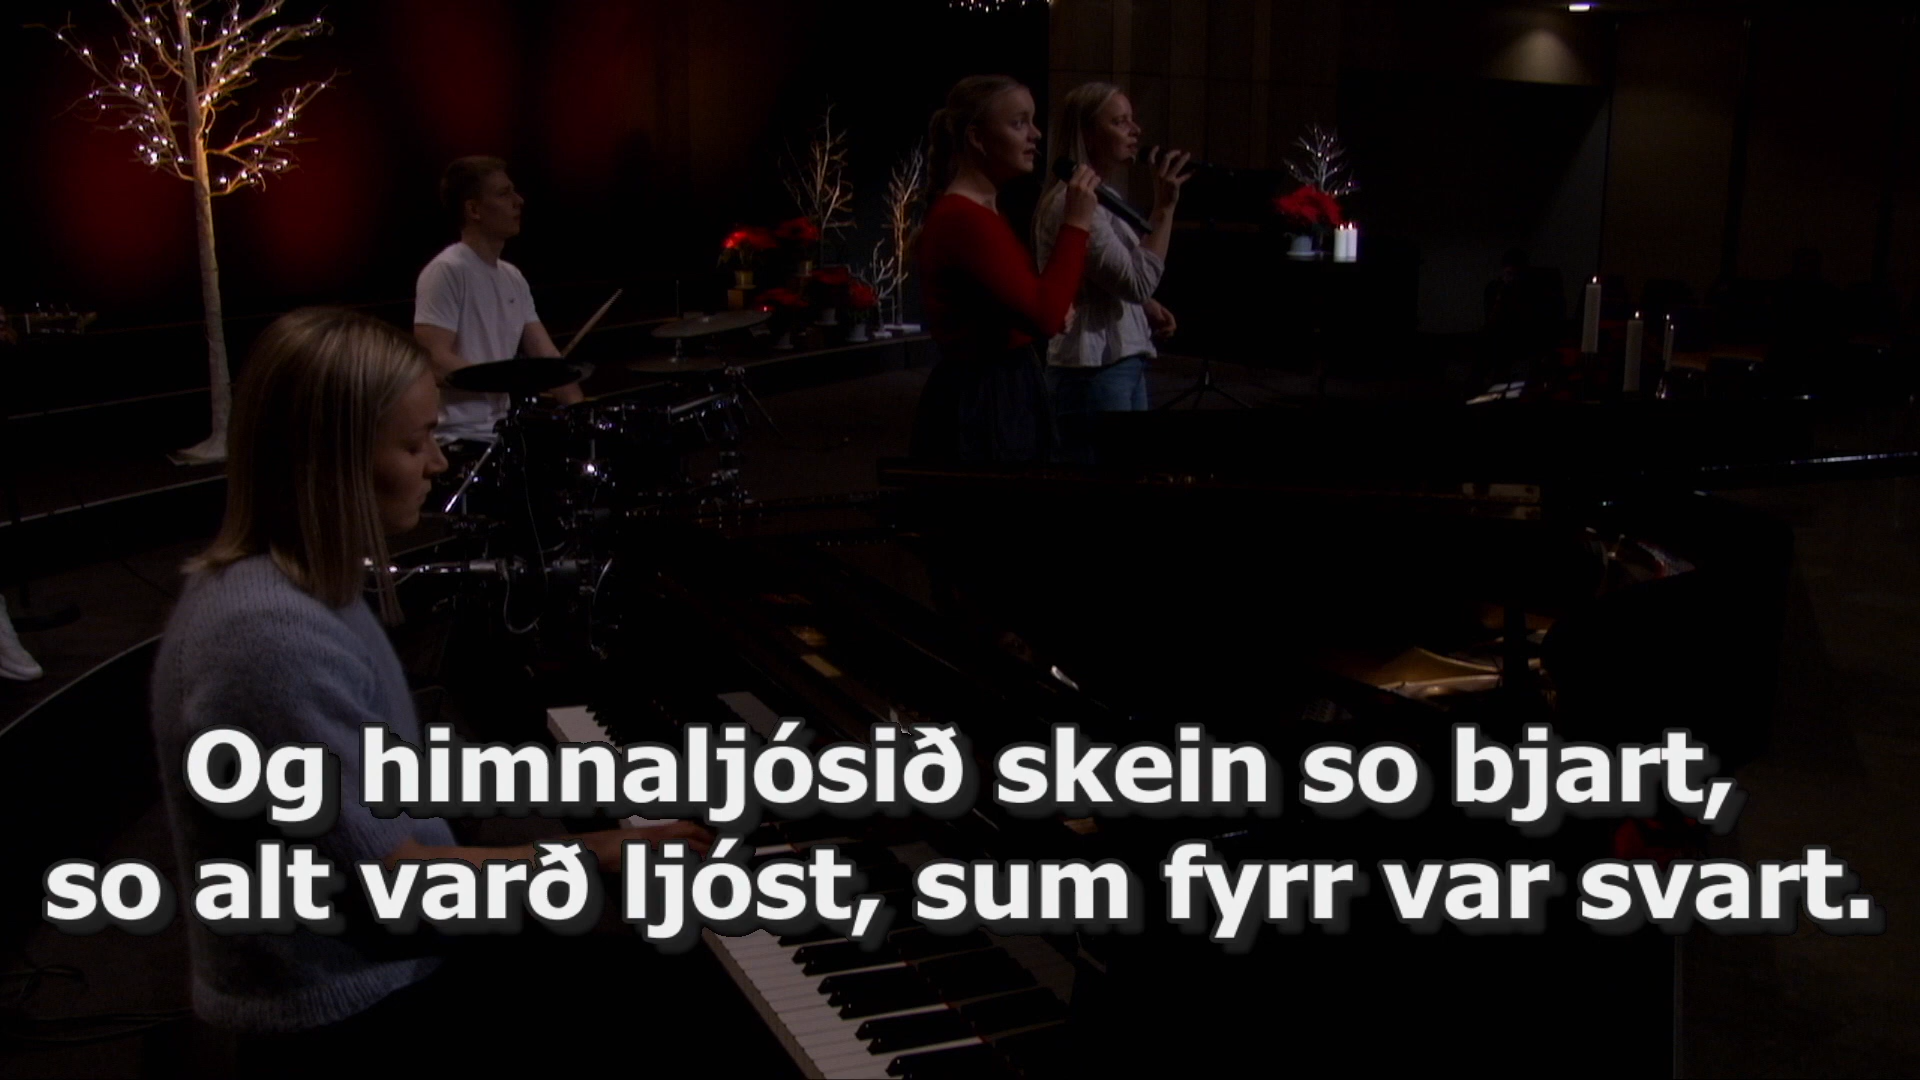 Og himnaljósið skein so bjart,
so alt varð ljóst, sum fyrr var svart.